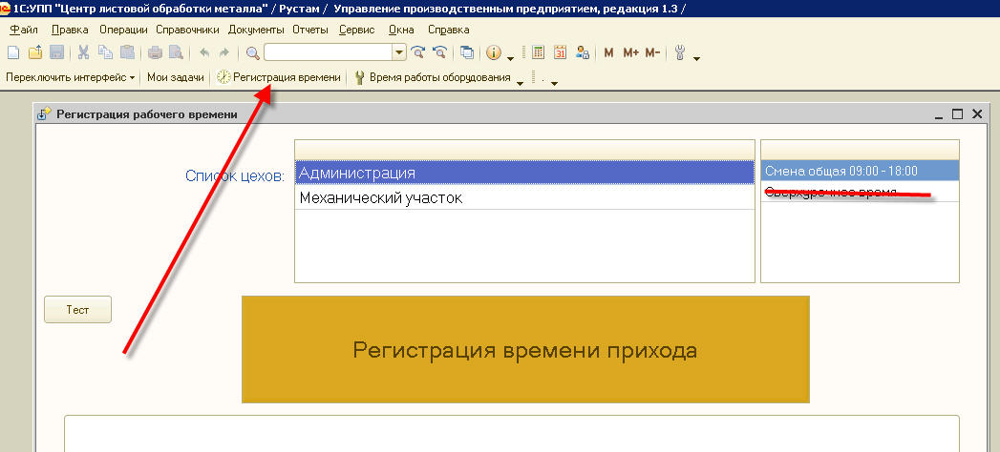 1С:УПП "Центр листовой обработки металла" / Рустам / Управление производственным предприятием, редакция 1.3 /
Файл Правка Операции Справочники Документы Отчеты Сервис Окна Справка
31 M M+ M-
Переключить интерфейс Мои задачи Регистрация времени Время работы оборудования .
Регистрация рабочего времени
Список цехов:
Администрация
Смена общая 09:00 - 18:00
Механический участок
Сверхурочное время
Тест
Регистрация времени прихода